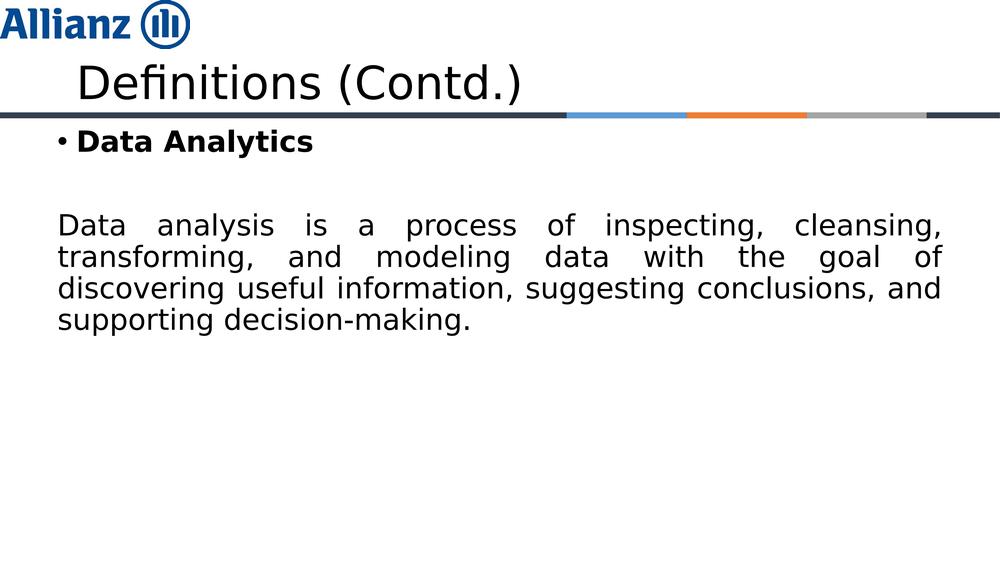 Allianz
Definitions (Contd.)
• Data Analytics
Data analysis is a process of inspecting, cleansing,
transforming, and modeling data with the goal of
discovering useful information, suggesting conclusions, and
supporting decision-making.